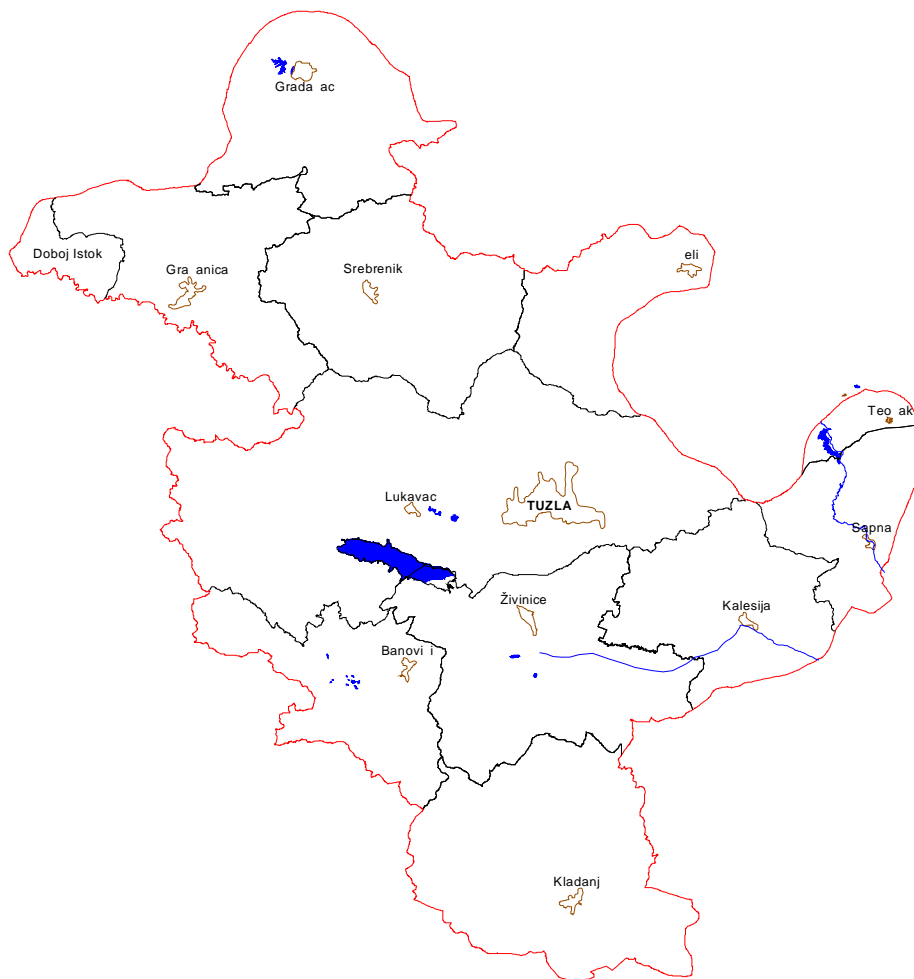 Grada ac
Doboj Istok
Gra anica
Srebrenik
eli
Teo ak
Lukavac
TUZLA
Sapna
Živinice
Kalesija
Banovi i
Kladanj